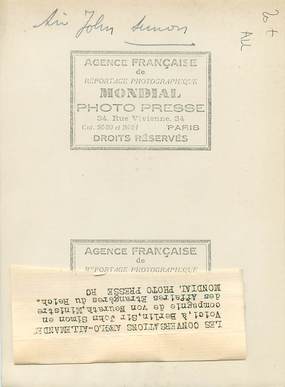 Sir John Simon
20 +
All
AGENCE FRANÇAISE
de
REPORTAGE PHOTOGRAPHIQUE
MONDIAL
PHOTO PRESSE
34, Rue Vivienne, 34
PARIS
DROITS RÉSERVÉS
AGENCE FRANÇAISE
de
REPORTAGE PHOTOGRAPHIQUE
LES CONVERSATIONS ANGLO-ALLEMANDES
Voici, à Berlin, Sir John Simon en
compagnie de von Neurath, Ministre
des Affaires Etrangères du Reich.
MONDIAL PHOTO PRESSE